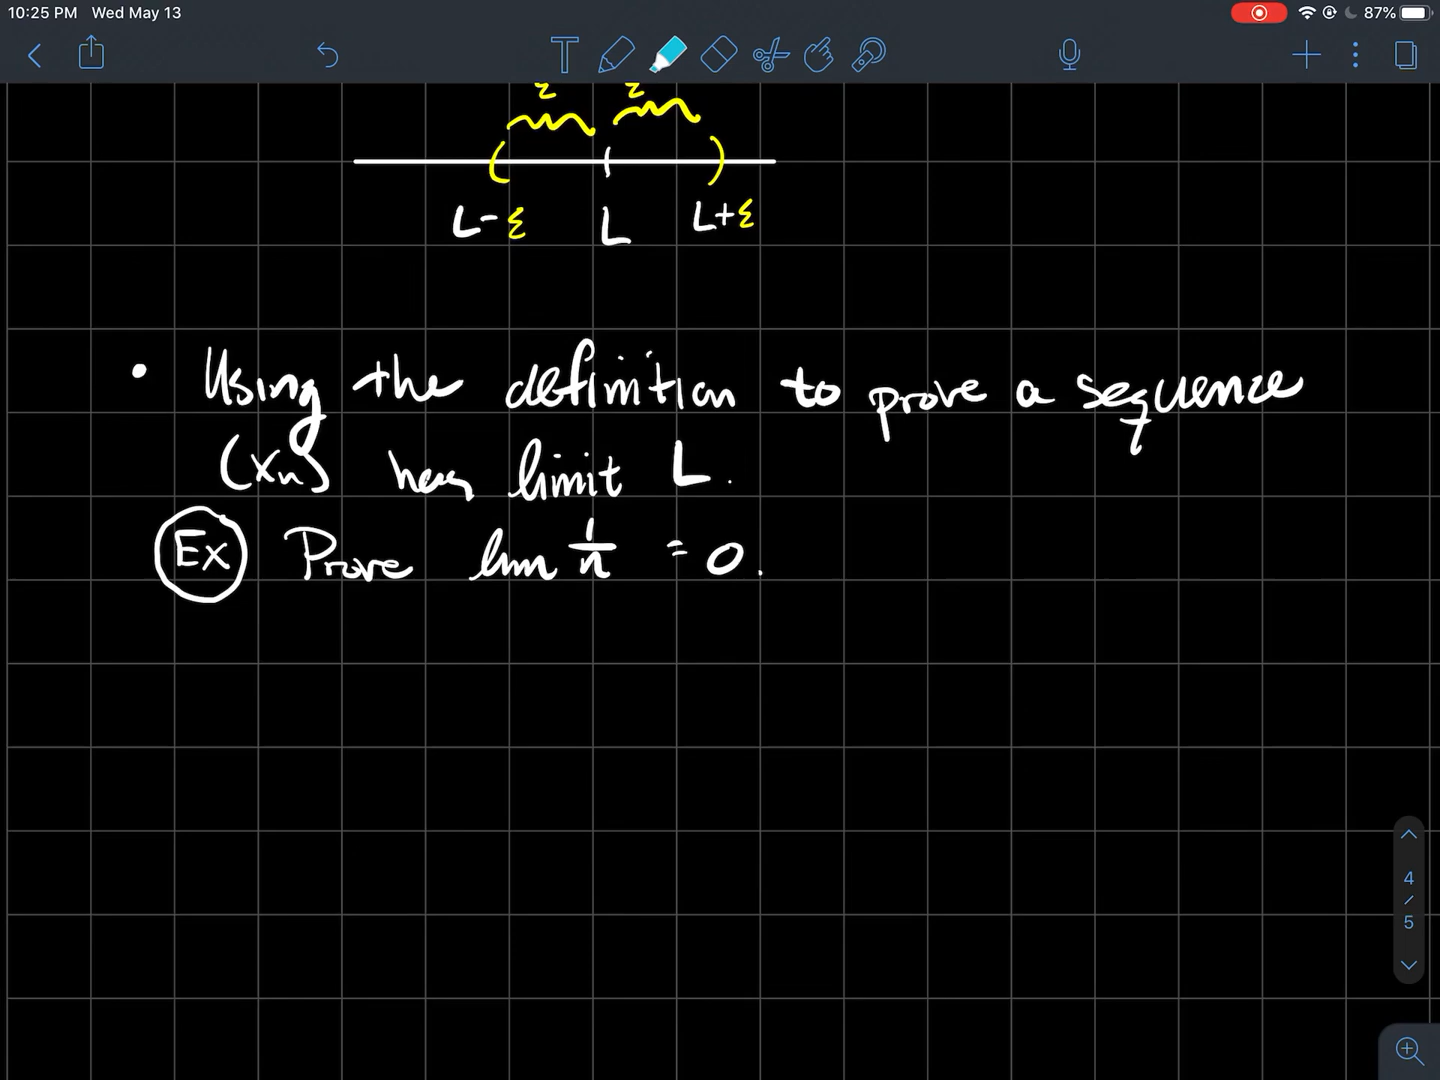 10:25 PM Wed May 13 87%
T
ε ε
L-ε L L+ε
• Using the definition to prove a sequence
(xn) has limit L.
Ex Prove lim 1/n = 0.
4
/
5